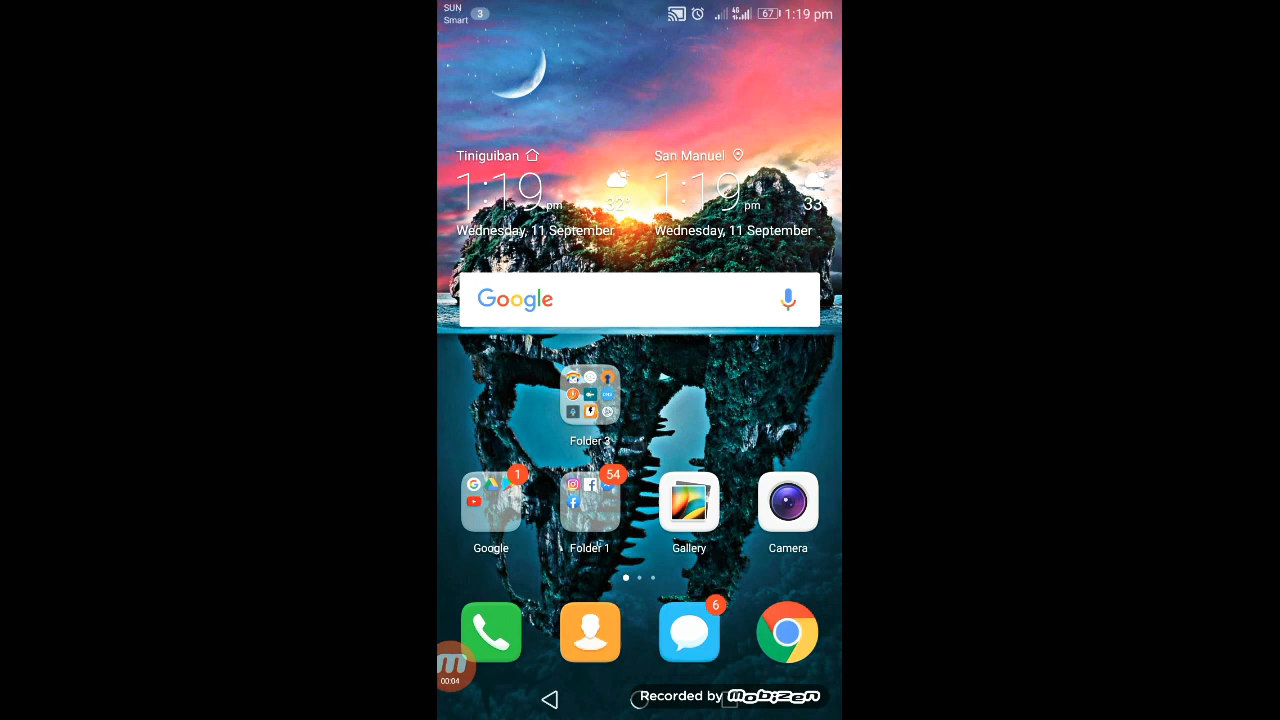 SUN
Smart 3
4G 67 1:19 pm
Tiniguiban
1:19 pm
32°
Wednesday, 11 September
San Manuel
1:19 pm
33°
Wednesday, 11 September
Google
Folder 3
1
54
Google
Folder 1
Gallery
Camera
6
00:04
Recorded by Mobizen